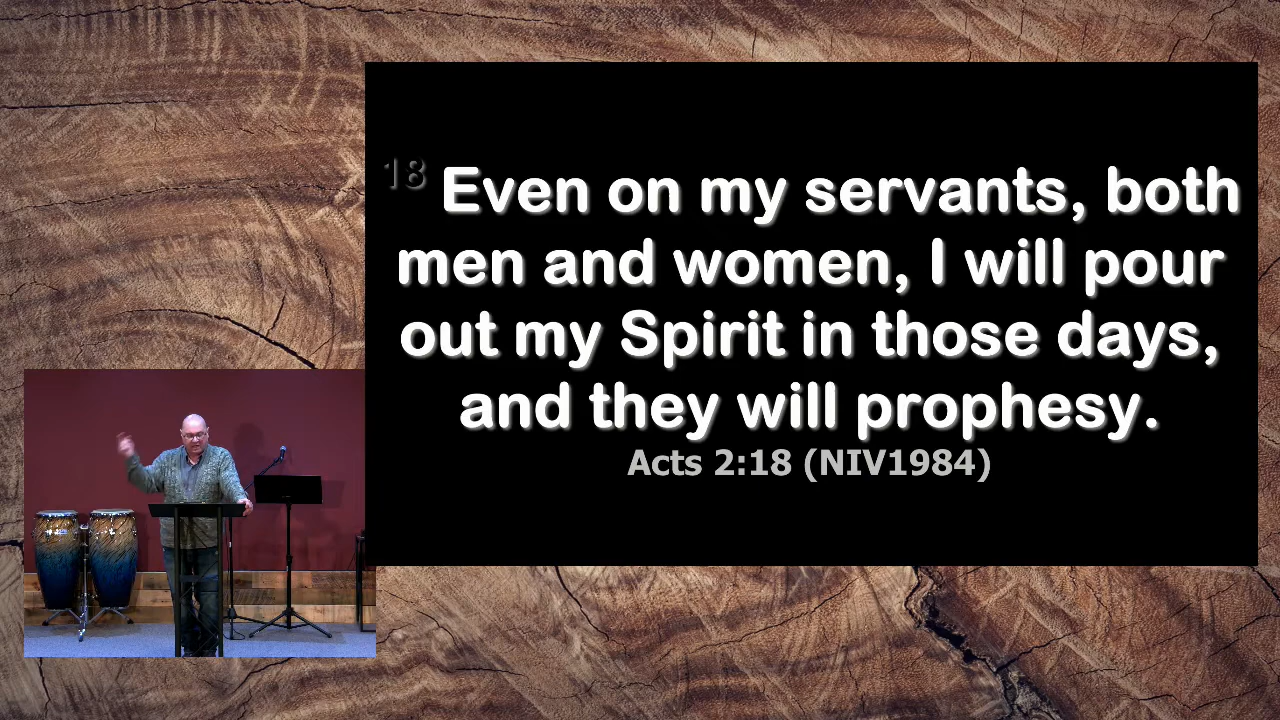 18 Even on my servants, both
men and women, I will pour
out my Spirit in those days,
and they will prophesy.
Acts 2:18 (NIV1984)